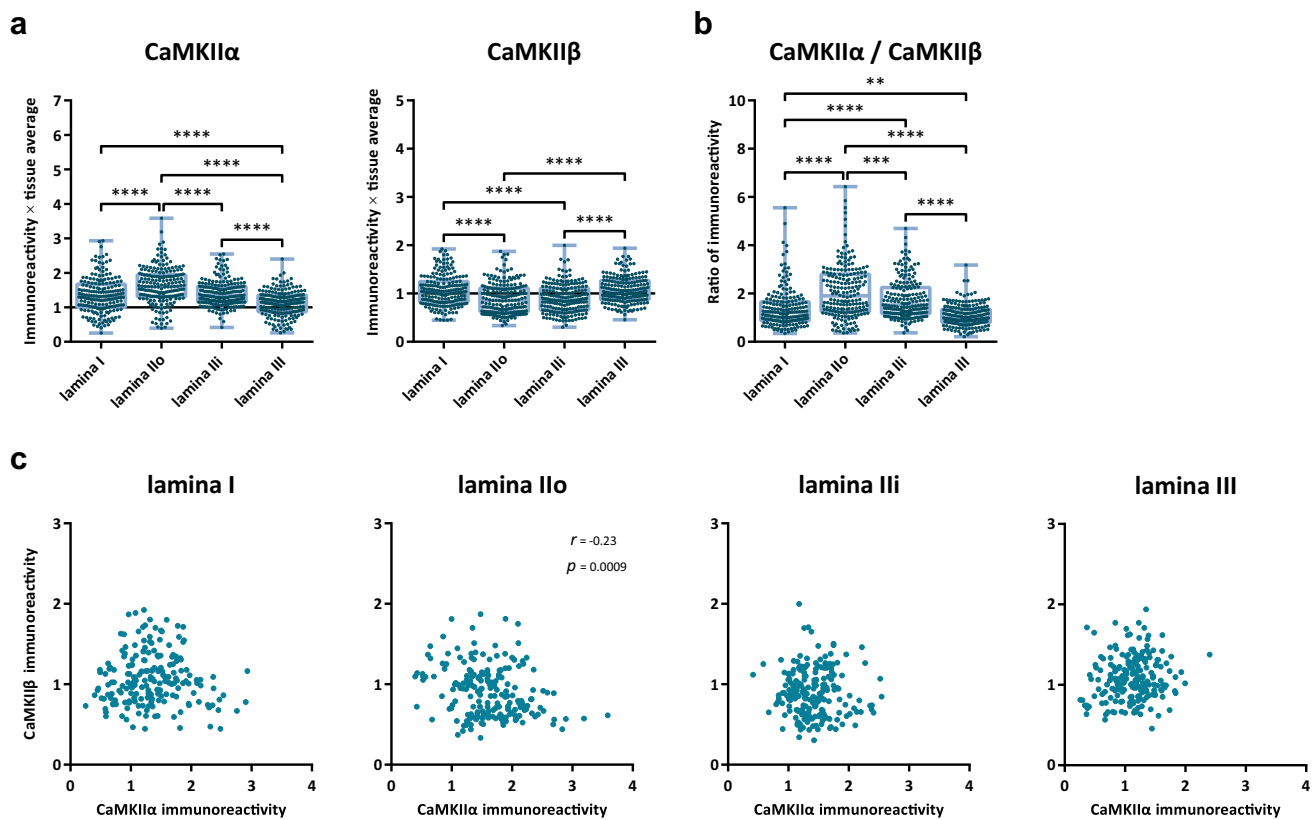 a
CaMKIIα
Immunoreactivity × tissue average
7
6
5
4
3
2
1
0
****
****
**** ****
****
lamina I
lamina IIo
lamina IIi
lamina III
CaMKIIβ
Immunoreactivity × tissue average
5
4
3
2
1
0
****
****
**** ****
lamina I
lamina IIo
lamina IIi
lamina III
b
CaMKIIα / CaMKIIβ
Ratio of immunoreactivity
10
8
6
4
2
0
**
****
****
**** ***
****
lamina I
lamina IIo
lamina IIi
lamina III
c
lamina I
CaMKIIβ immunoreactivity
3
2
1
0
0 1 2 3 4
CaMKIIα immunoreactivity
lamina IIo
r = -0.23
p = 0.0009
3
2
1
0
0 1 2 3 4
CaMKIIα immunoreactivity
lamina IIi
3
2
1
0
0 1 2 3 4
CaMKIIα immunoreactivity
lamina III
3
2
1
0
0 1 2 3 4
CaMKIIα immunoreactivity